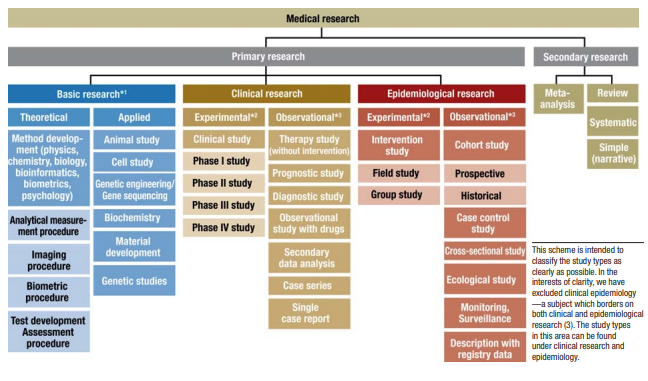 Medical research
Primary research
Secondary research
Basic research*1
Clinical research
Epidemiological research
Meta-
analysis
Review
Systematic
Simple
(narrative)
Theoretical
Applied
Experimental*2
Observational*3
Experimental*2
Observational*3
Method develop-
ment (physics,
chemistry, biology,
bioinformatics,
biometrics,
psychology)
Analytical measure-
ment procedure
Imaging
procedure
Biometric
procedure
Test development
Assessment
procedure
Animal study
Cell study
Genetic engineering/
Gene sequencing
Biochemistry
Material
development
Genetic studies
Clinical study
Phase I study
Phase II study
Phase III study
Phase IV study
Therapy study
(without intervention)
Prognostic study
Diagnostic study
Observational
study with drugs
Secondary
data analysis
Case series
Single
case report
Intervention
study
Field study
Group study
Cohort study
Prospective
Historical
Case control
study
Cross-sectional study
Ecological study
Monitoring,
Surveillance
Description with
registry data
This scheme is intended to
classify the study types as
clearly as possible. In the
interests of clarity, we have
excluded clinical epidemiology
—a subject which borders on
both clinical and epidemiological
research (3). The study types
in this area can be found
under clinical research and
epidemiology.